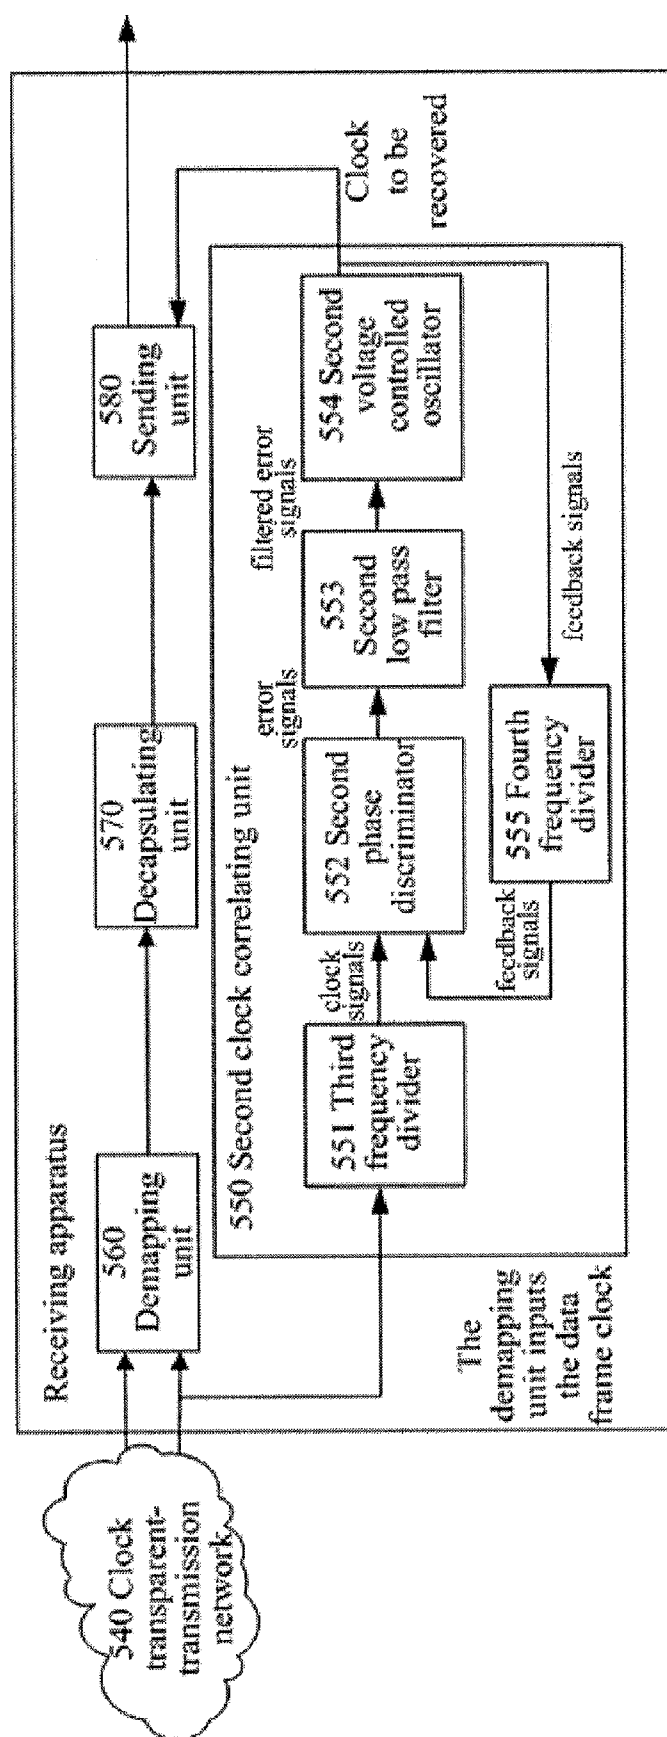 Receiving apparatus
540 Clock
transparent-
transmission
network
560
Demapping
unit
570
Decapsulating
unit
580
Sending
unit
550 Second clock correlating unit
551 Third
frequency
divider
clock
signals
552 Second
phase
discriminator
error
signals
553
Second
low pass
filter
filtered error
signals
554 Second
voltage
controlled
oscillator
Clock
to be
recovered
feedback
signals
555 Fourth
frequency
divider
feedback signals
The
demapping
unit inputs
the data
frame clock